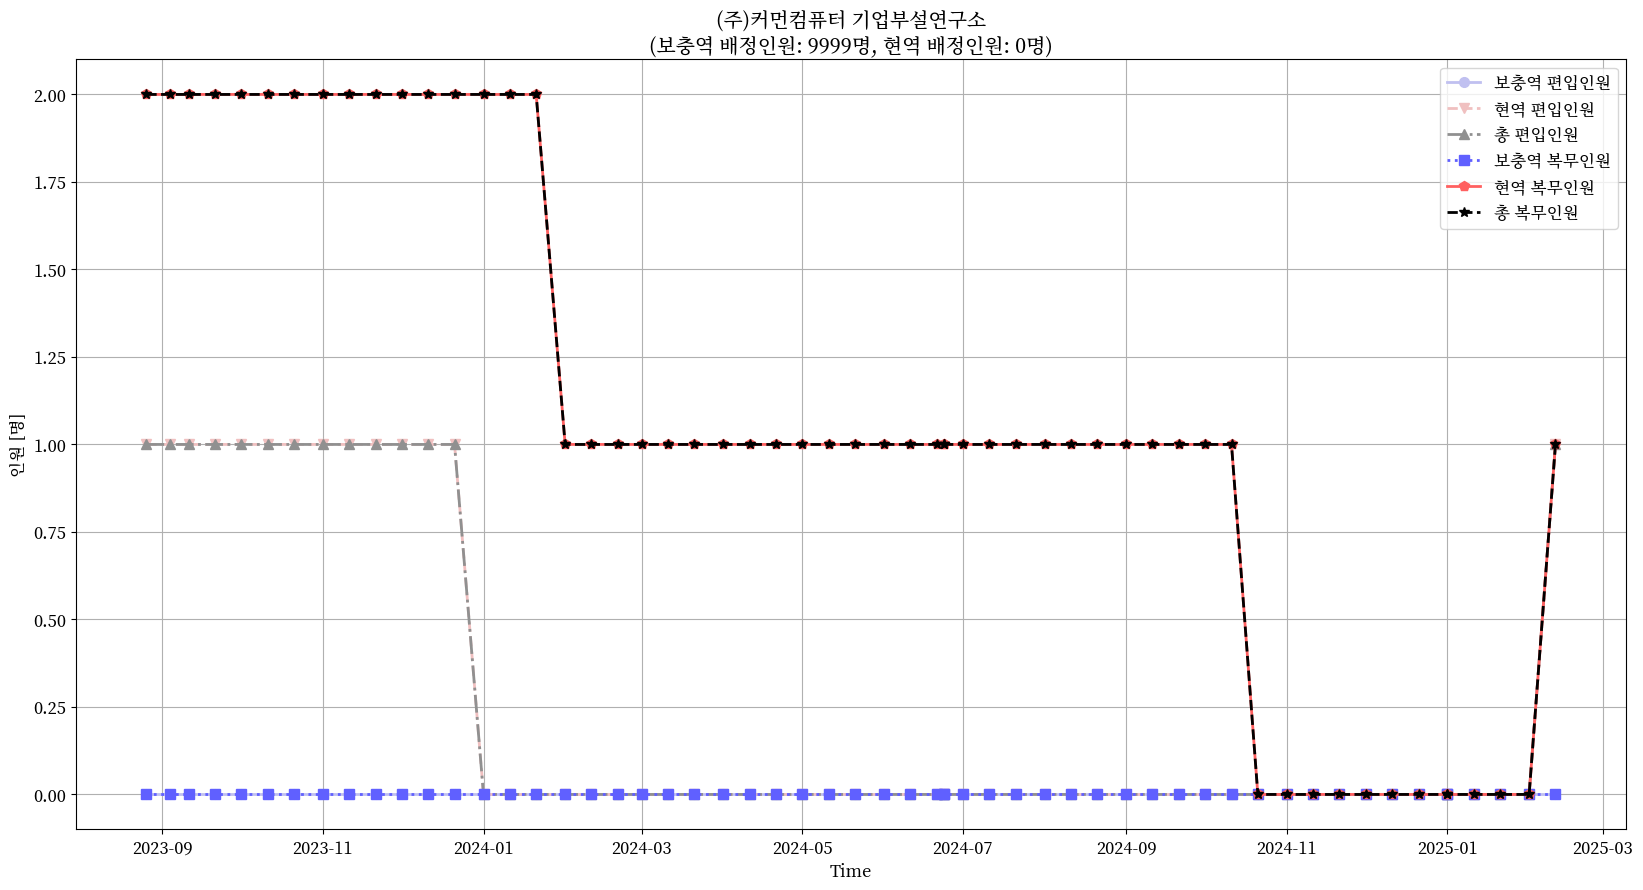 (주)커먼컴퓨터 기업부설연구소
(보충역 배정인원: 9999명, 현역 배정인원: 0명)
보충역 편입인원
현역 편입인원
총 편입인원
보충역 복무인원
현역 복무인원
총 복무인원
2.00
1.75
1.50
1.25
1.00
0.75
0.50
0.25
0.00
인원 [명]
2023-09
2023-11
2024-01
2024-03
2024-05
2024-07
2024-09
2024-11
2025-01
2025-03
Time